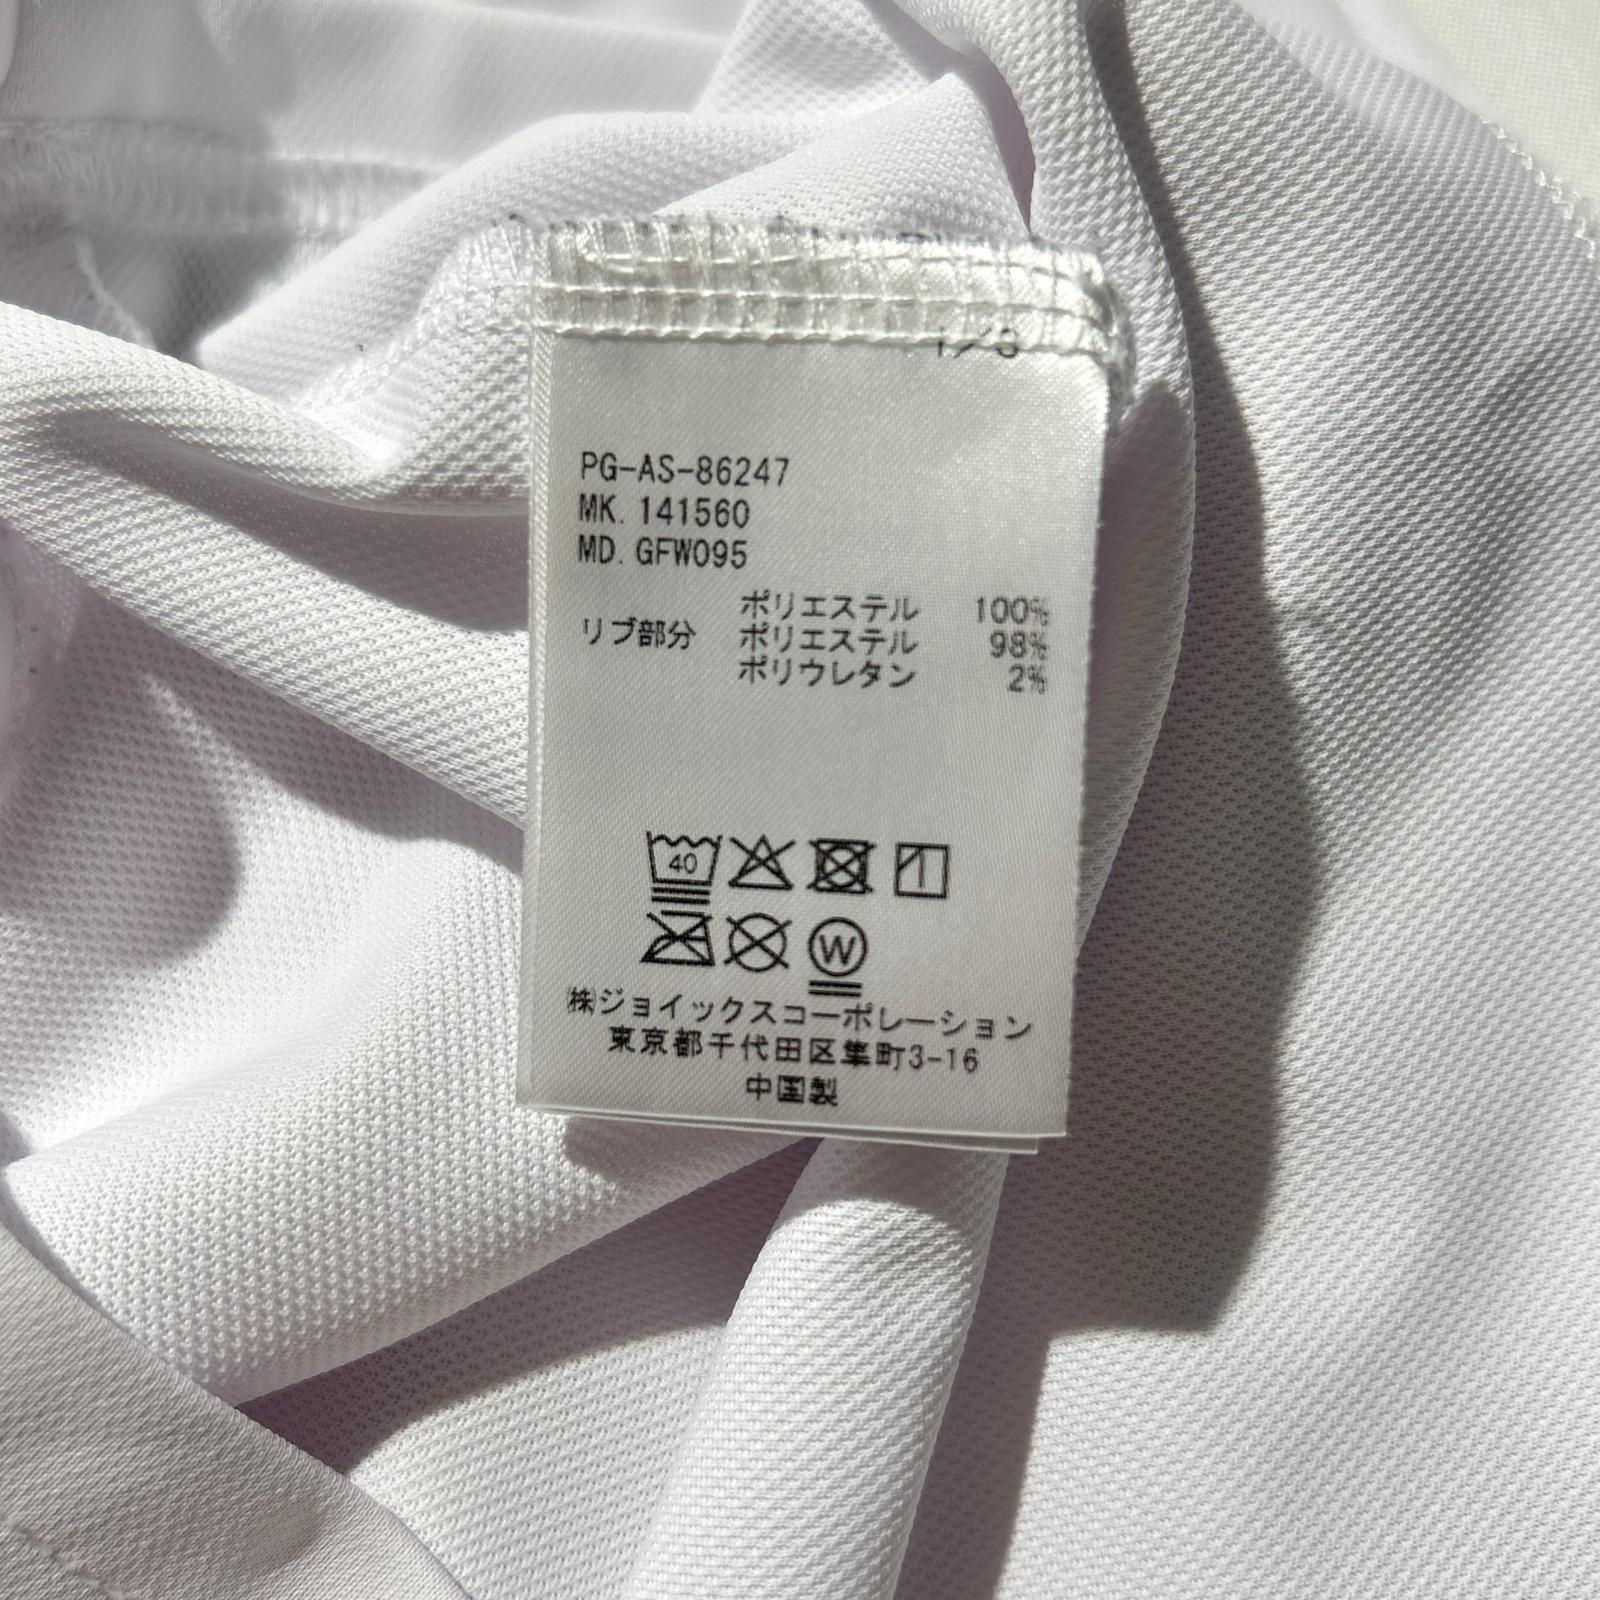 PG-AS-86247
MK. 141560
MD. GFW095
ポリエステル 100%
リブ部分 ポリエステル 98%
ポリウレタン 2%
40
W
㈱ジョイックスコーポレーション
東京都千代田区隼町3-16
中国製